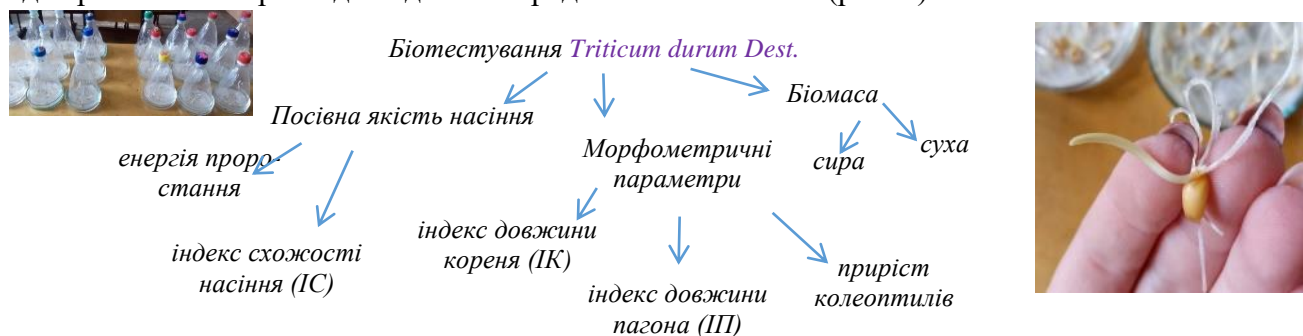 Біотестування Triticum durum Dest.
Посівна якість насіння
Біомаса
енергія проро-
стання
Морфометричні
параметри
сира
суха
індекс схожості
насіння (ІС)
індекс довжини
кореня (ІК)
індекс довжини
пагона (ІП)
приріст
колеоптилів